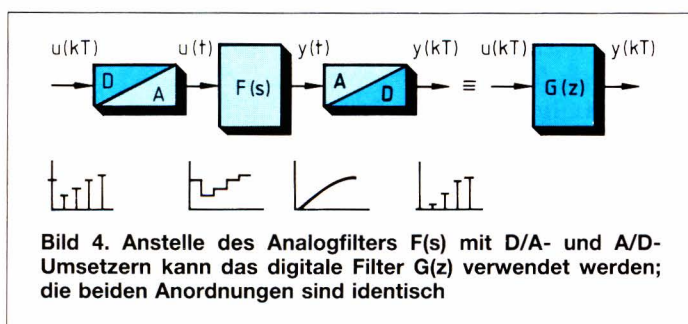 u(kT) u(t) y(t) y(kT) u(kT) y(kT)
D A F(s) A D ≡ G(z)
Bild 4. Anstelle des Analogfilters F(s) mit D/A- und A/D-
Umsetzern kann das digitale Filter G(z) verwendet werden;
die beiden Anordnungen sind identisch